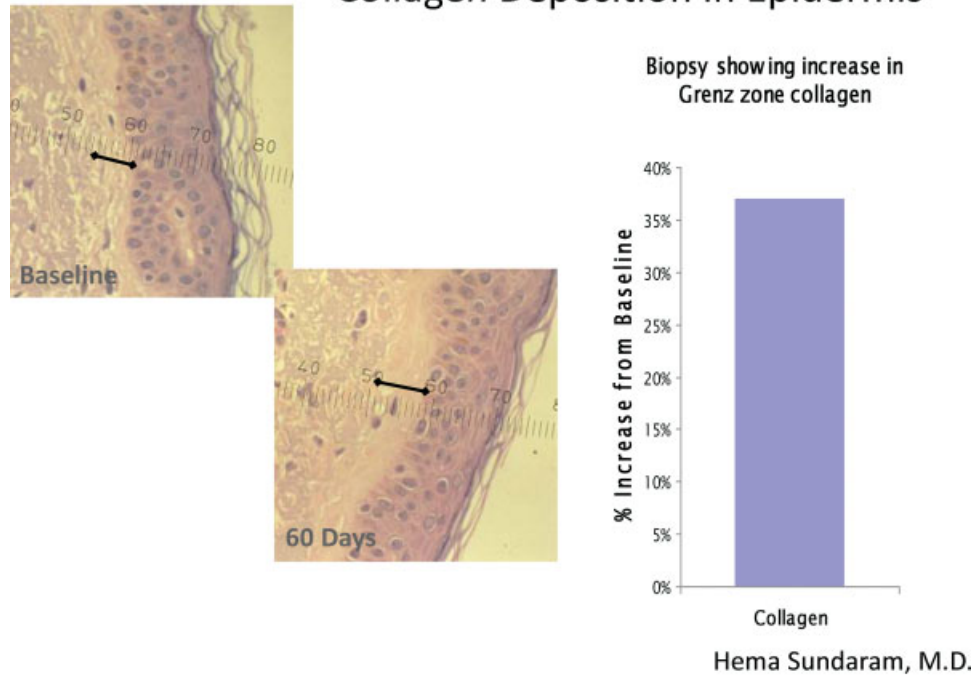 Collagen Deposition in Epidermis
50 60 70 80
Baseline
40 50 60 70
60 Days
Biopsy showing increase in
Grenz zone collagen
% Increase from Baseline
40%
35%
30%
25%
20%
15%
10%
5%
0%
Collagen
Hema Sundaram, M.D.